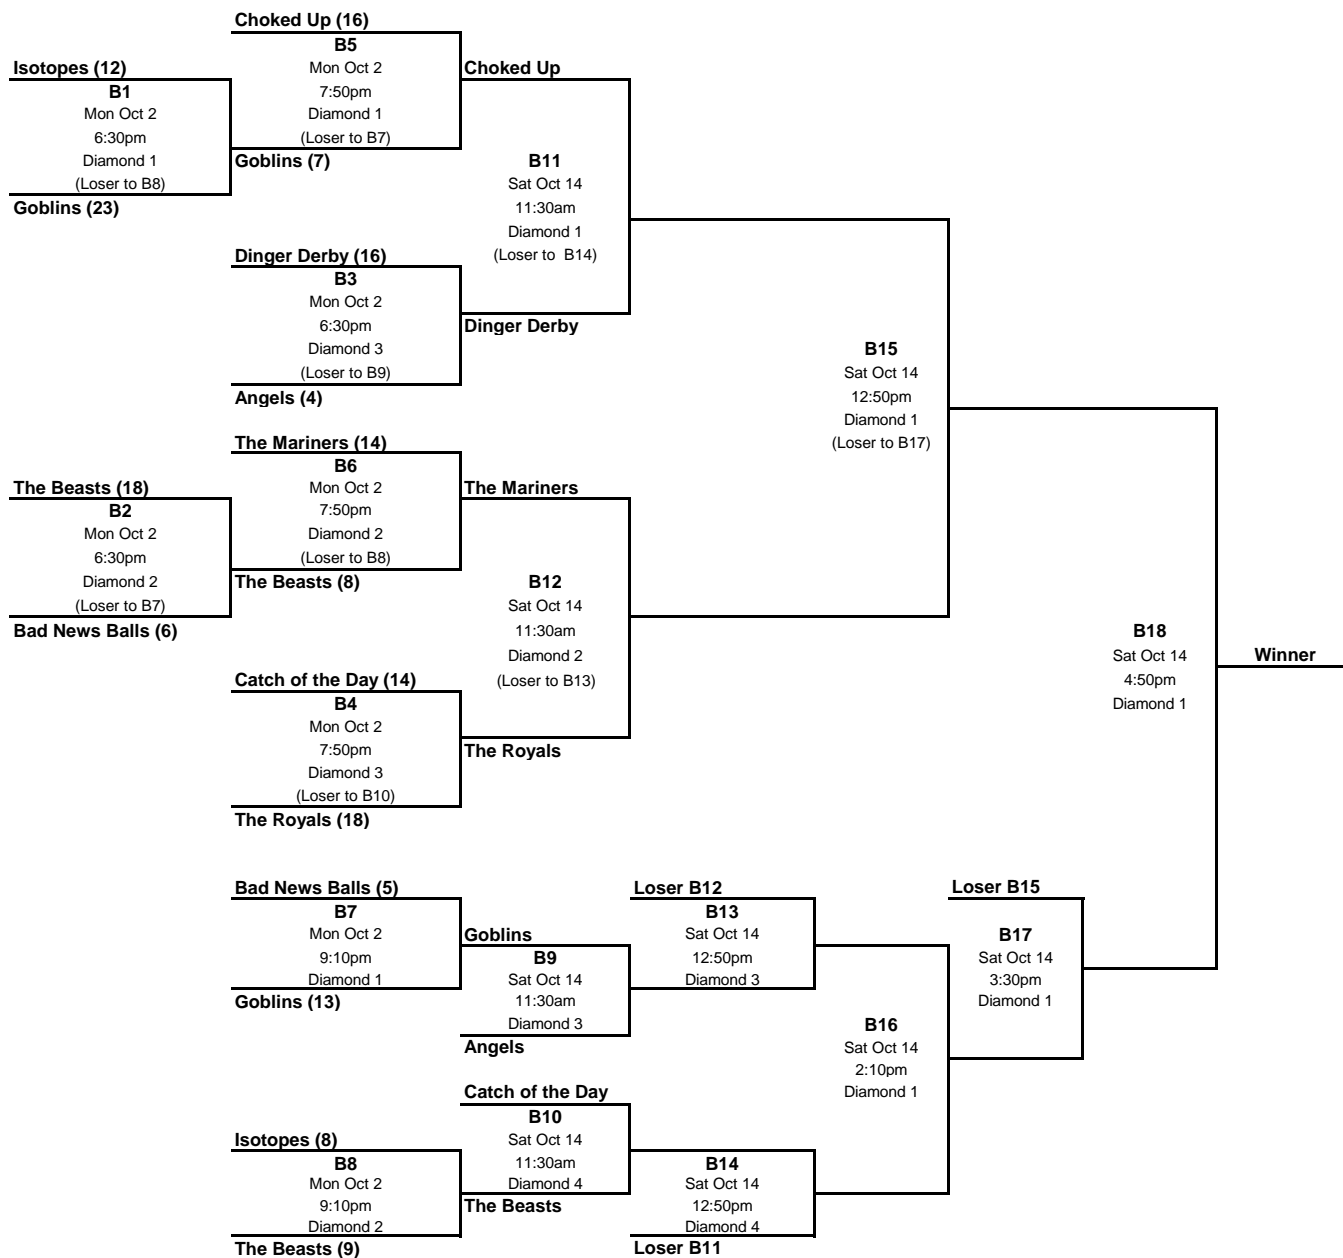 Choked Up (16)
B5
Mon Oct 2
7:50pm
Diamond 1
(Loser to B7)
Goblins (7)
Isotopes (12)
B1
Mon Oct 2
6:30pm
Diamond 1
(Loser to B8)
Goblins (23)
Choked Up
B11
Sat Oct 14
11:30am
Diamond 1
(Loser to B14)
Dinger Derby (16)
B3
Mon Oct 2
6:30pm
Diamond 3
(Loser to B9)
Angels (4)
Dinger Derby
B15
Sat Oct 14
12:50pm
Diamond 1
(Loser to B17)
The Mariners (14)
B6
Mon Oct 2
7:50pm
Diamond 2
(Loser to B8)
The Beasts (8)
The Beasts (18)
B2
Mon Oct 2
6:30pm
Diamond 2
(Loser to B7)
Bad News Balls (6)
The Mariners
B12
Sat Oct 14
11:30am
Diamond 2
(Loser to B13)
Catch of the Day (14)
B4
Mon Oct 2
7:50pm
Diamond 3
(Loser to B10)
The Royals (18)
The Royals
B18
Sat Oct 14
4:50pm
Diamond 1
Winner
Bad News Balls (5)
B7
Mon Oct 2
9:10pm
Diamond 1
Goblins (13)
Goblins
B9
Sat Oct 14
11:30am
Diamond 3
Angels
Loser B12
B13
Sat Oct 14
12:50pm
Diamond 3
Loser B15
B17
Sat Oct 14
3:30pm
Diamond 1
B16
Sat Oct 14
2:10pm
Diamond 1
Catch of the Day
B10
Sat Oct 14
11:30am
Diamond 4
The Beasts
Isotopes (8)
B8
Mon Oct 2
9:10pm
Diamond 2
The Beasts (9)
B14
Sat Oct 14
12:50pm
Diamond 4
Loser B11